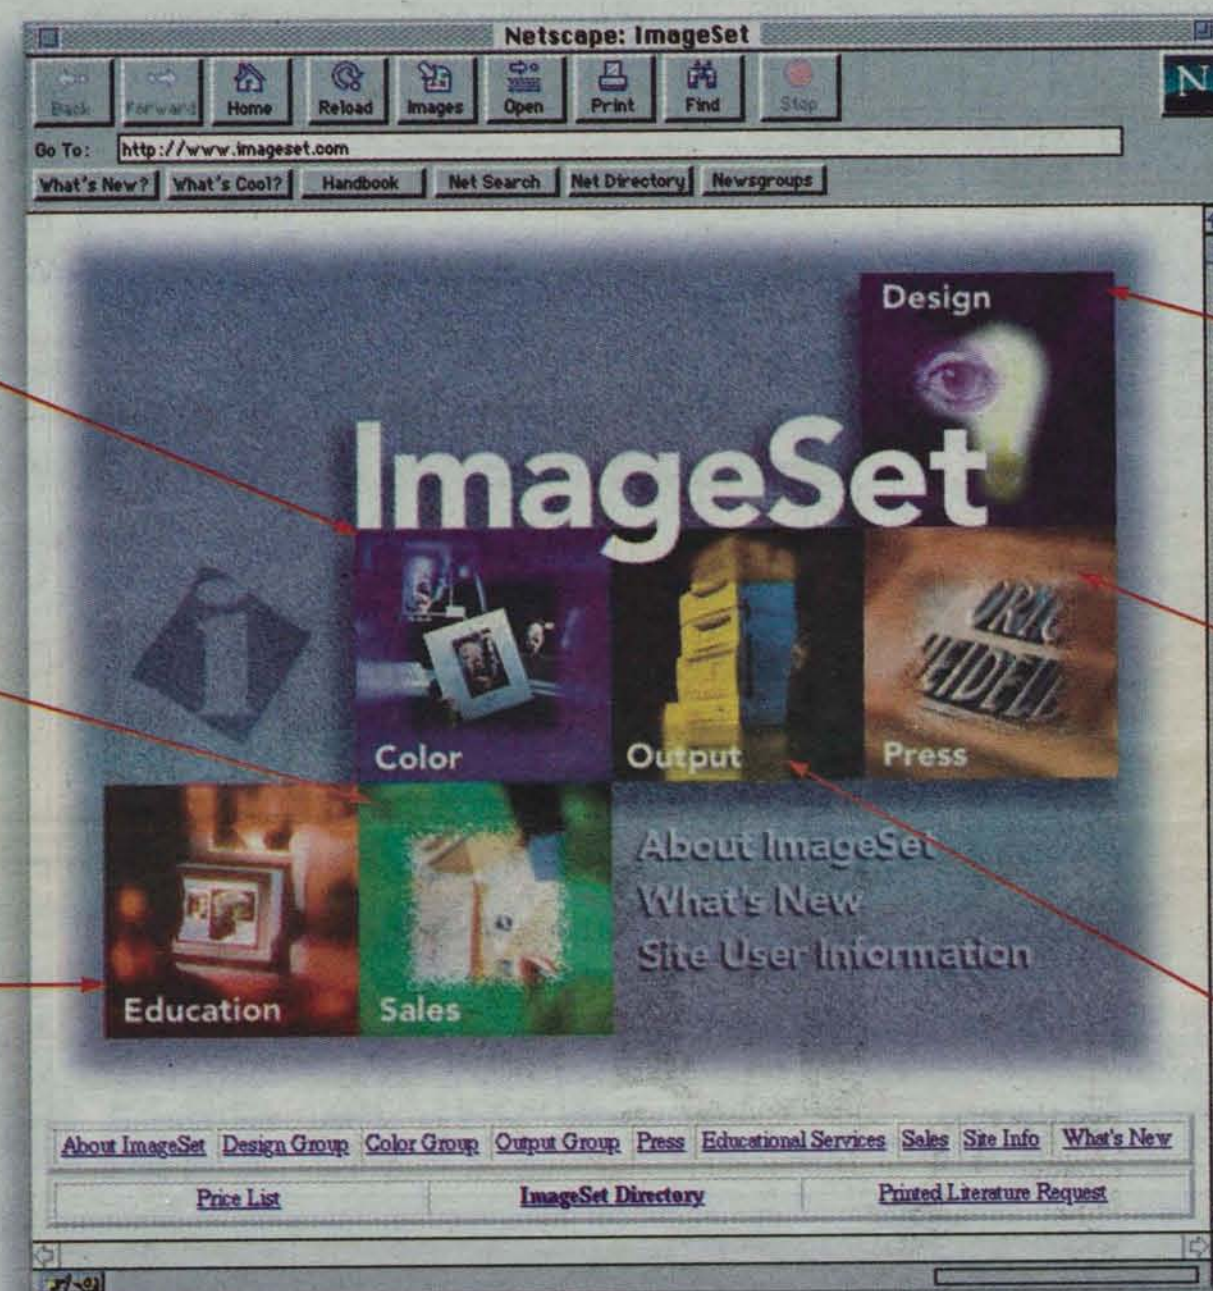 Netscape: ImageSet
Back Forward Home Reload Images Open Print Find Stop
N
Go To: http://www.imageset.com
What's New? What's Cool? Handbook Net Search Net Directory Newsgroups
Design
ImageSet
i
Color Output Press
About ImageSet
What's New
Site User Information
Education Sales
About ImageSet Design Group Color Group Output Group Press Educational Services Sales Site Info What's New
Price List ImageSet Directory Printed Literature Request